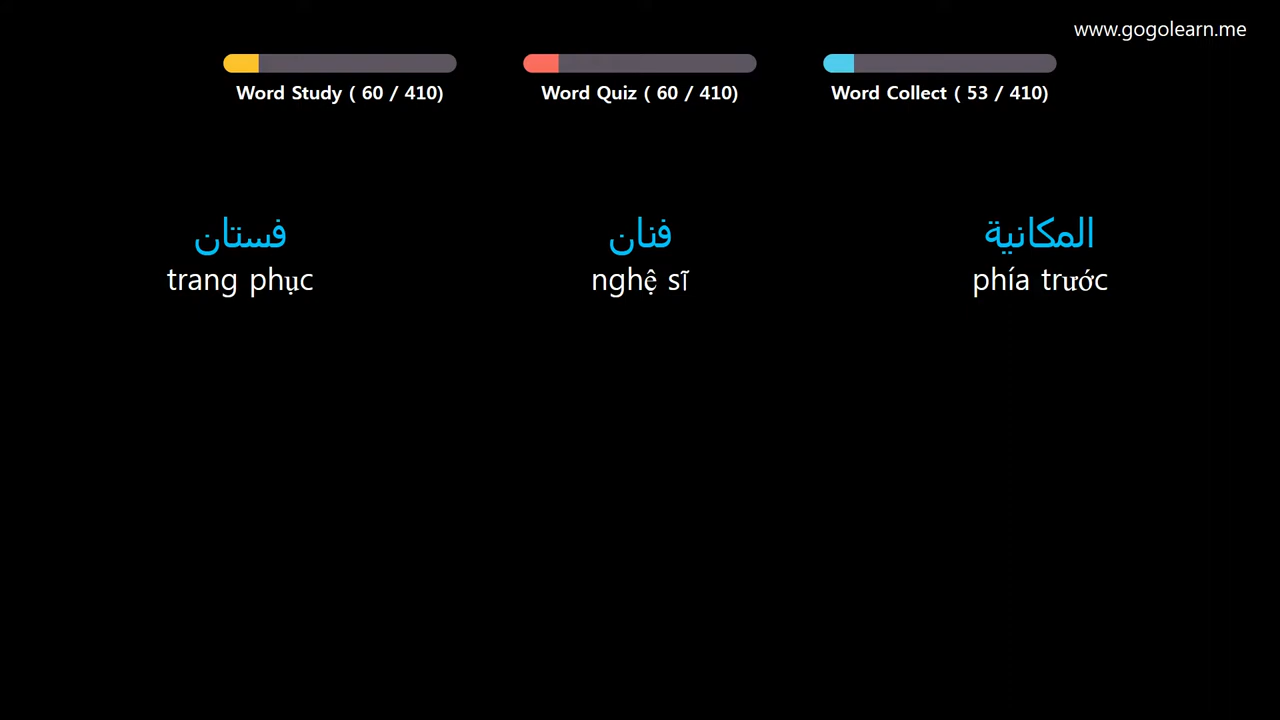 www.gogolearn.me
Word Study ( 60 / 410)
Word Quiz ( 60 / 410)
Word Collect ( 53 / 410)
فستان
trang phục
فنان
nghệ sĩ
المكانية
phía trước